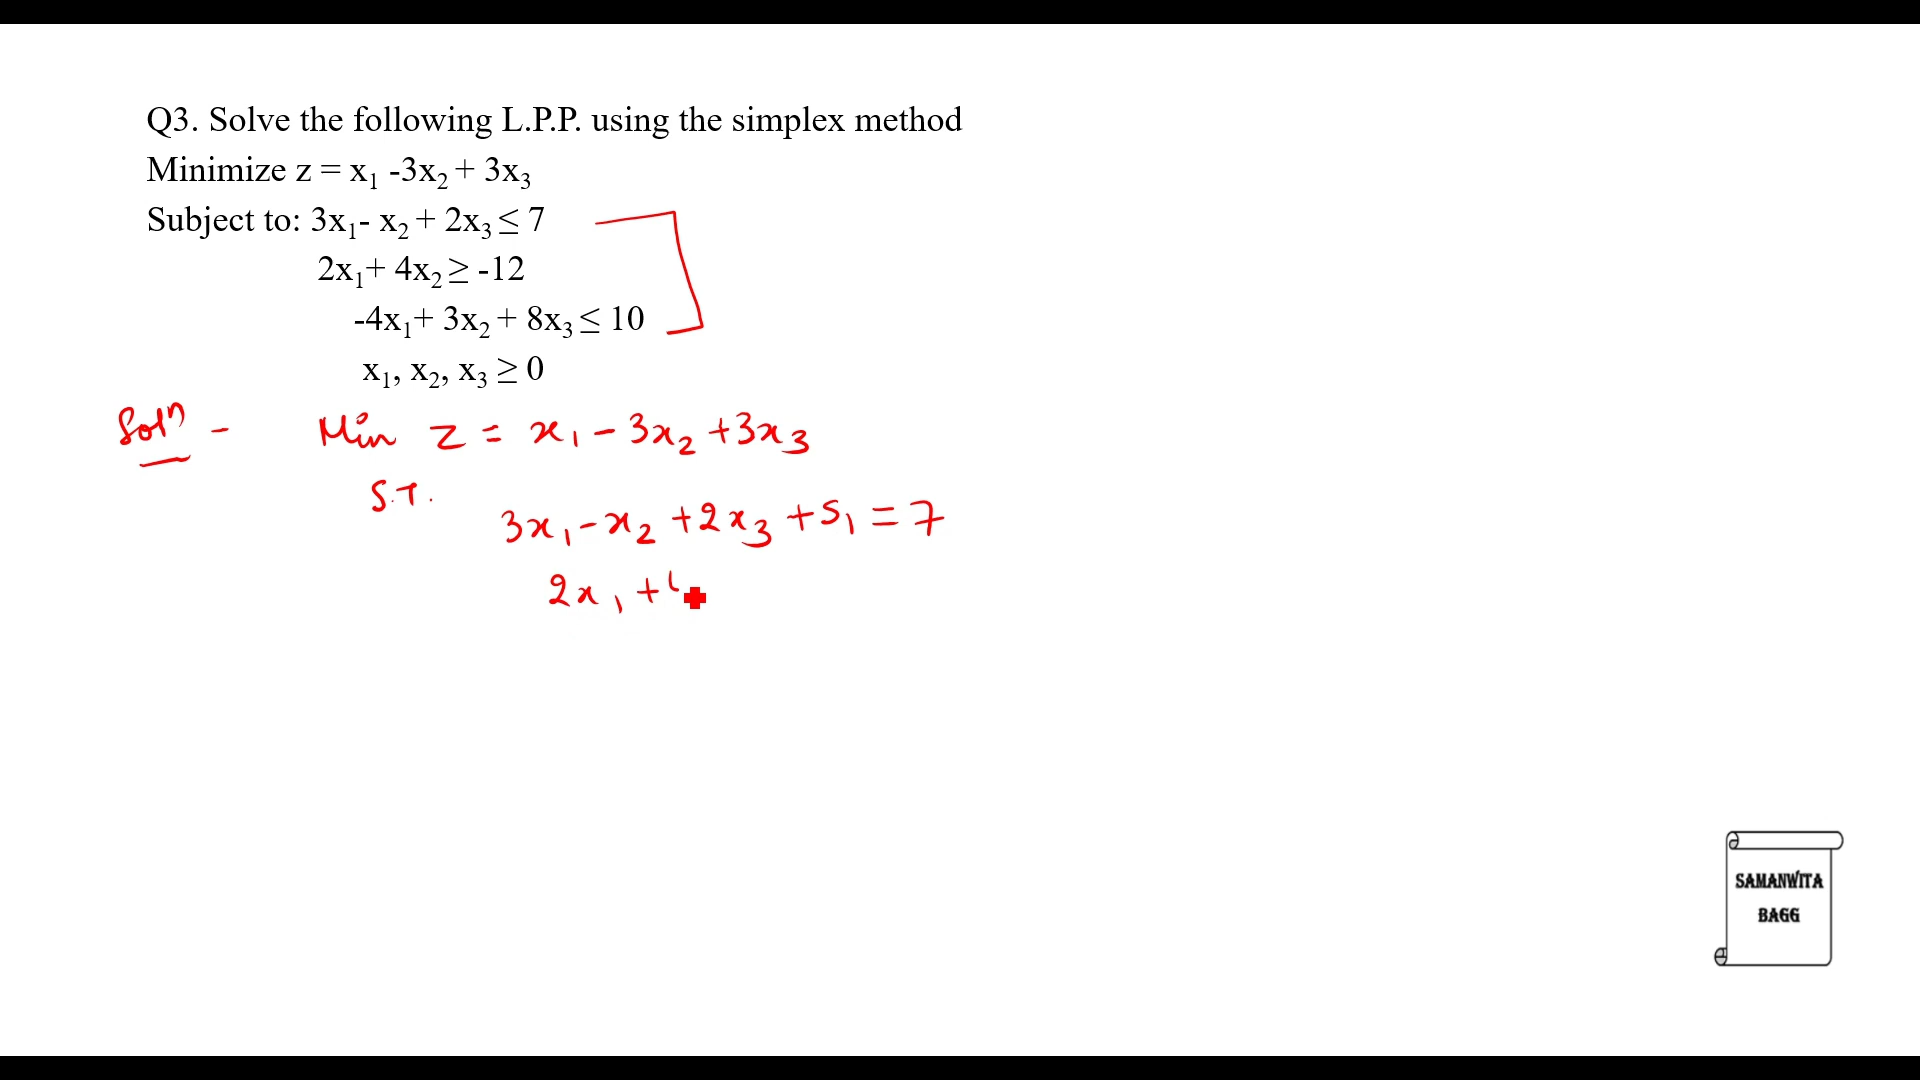 Q3. Solve the following L.P.P. using the simplex method
Minimize z = x₁ -3x₂ + 3x₃
Subject to: 3x₁- x₂ + 2x₃ ≤ 7
2x₁+ 4x₂ ≥ -12
-4x₁+ 3x₂ + 8x₃ ≤ 10
x₁, x₂, x₃ ≥ 0
Solⁿ - Min z = x₁ - 3x₂ + 3x₃
S.T.
3x₁ - x₂ + 2x₃ + S₁ = 7
2x₁ +
SAMANWITA
BAGG